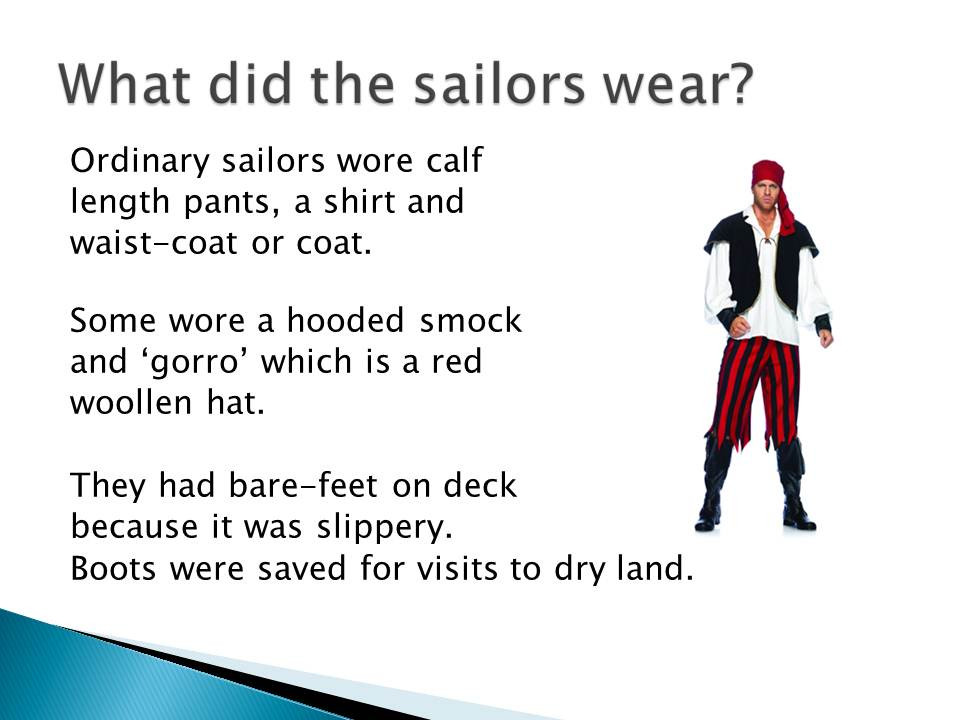 What did the sailors wear?
Ordinary sailors wore calf
length pants, a shirt and
waist-coat or coat.
Some wore a hooded smock
and ‘gorro’ which is a red
woollen hat.
They had bare-feet on deck
because it was slippery.
Boots were saved for visits to dry land.